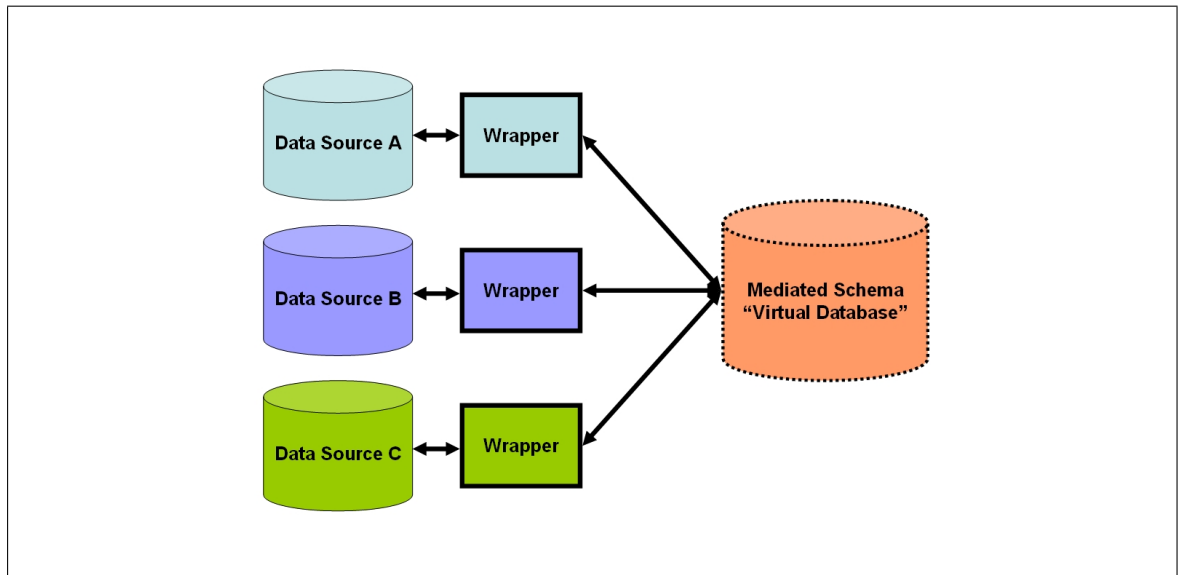 Data Source A
Wrapper
Data Source B
Wrapper
Mediated Schema
“Virtual Database”
Data Source C
Wrapper